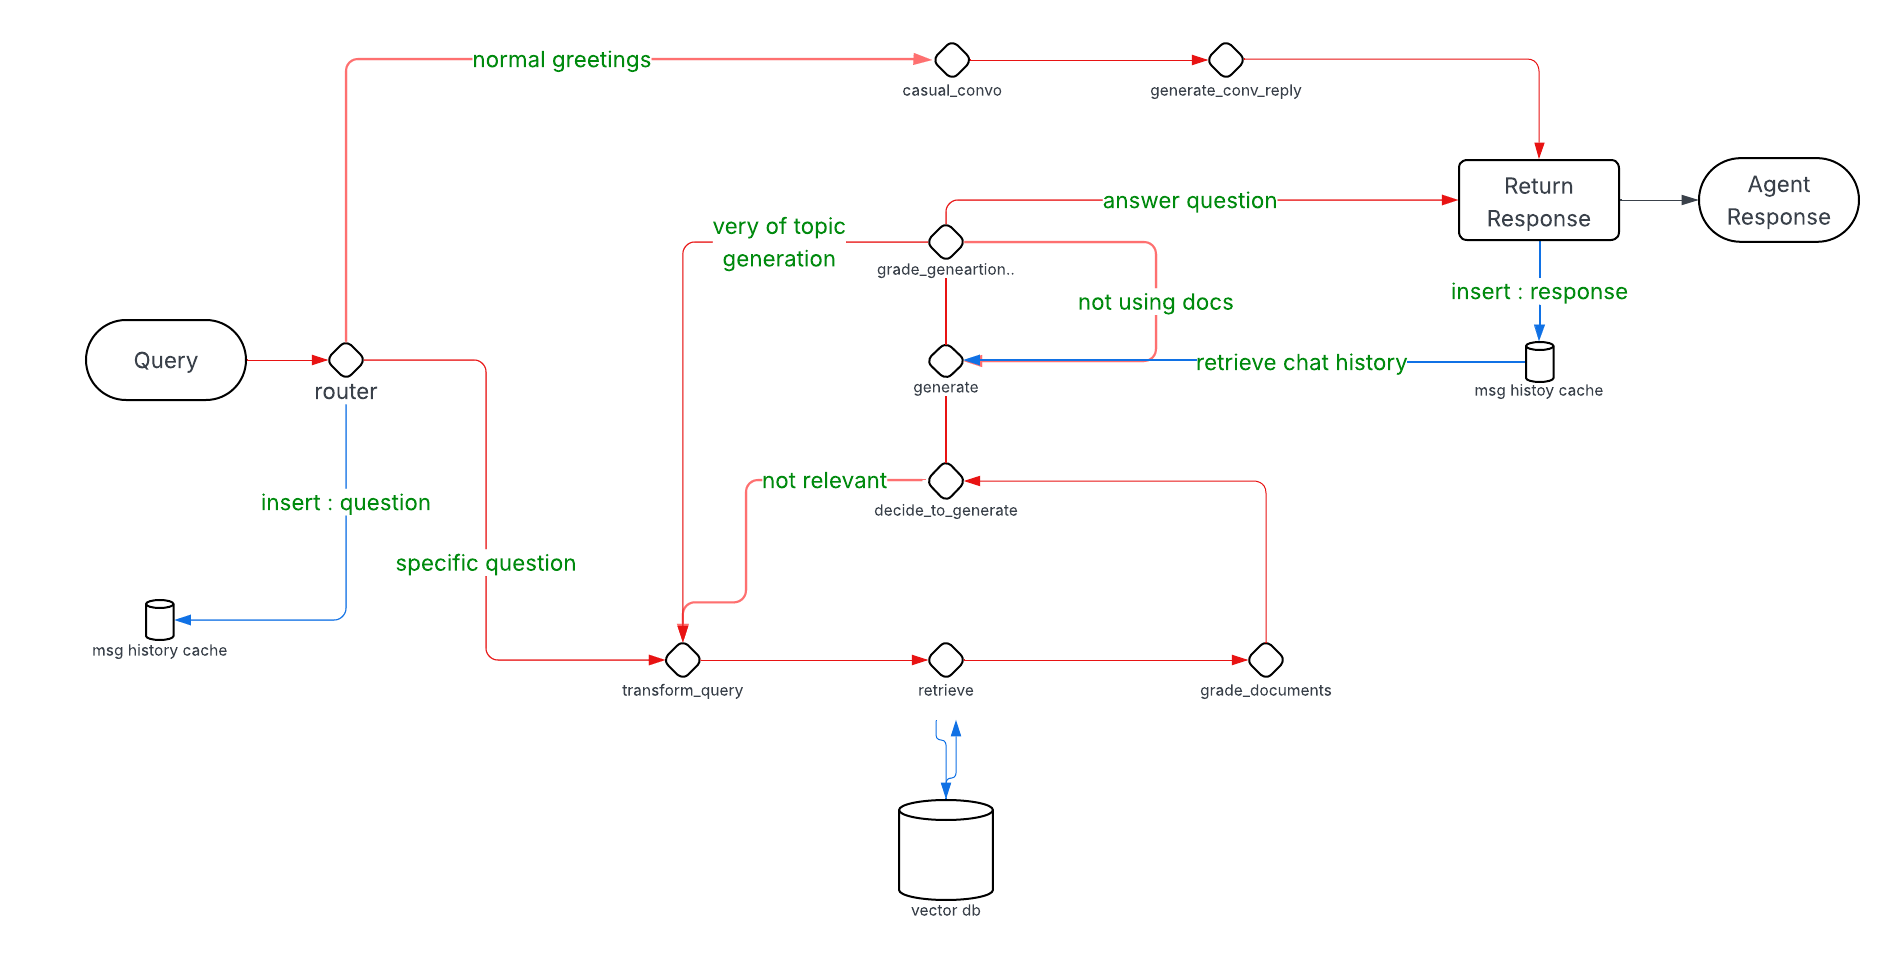 normal greetings
casual_convo
generate_conv_reply
answer question
Return
Response
Agent
Response
very of topic
generation
grade_geneartion..
not using docs
insert : response
Query
router
generate
retrieve chat history
msg histoy cache
not relevant
decide_to_generate
insert : question
specific question
msg history cache
transform_query
retrieve
grade_documents
vector db